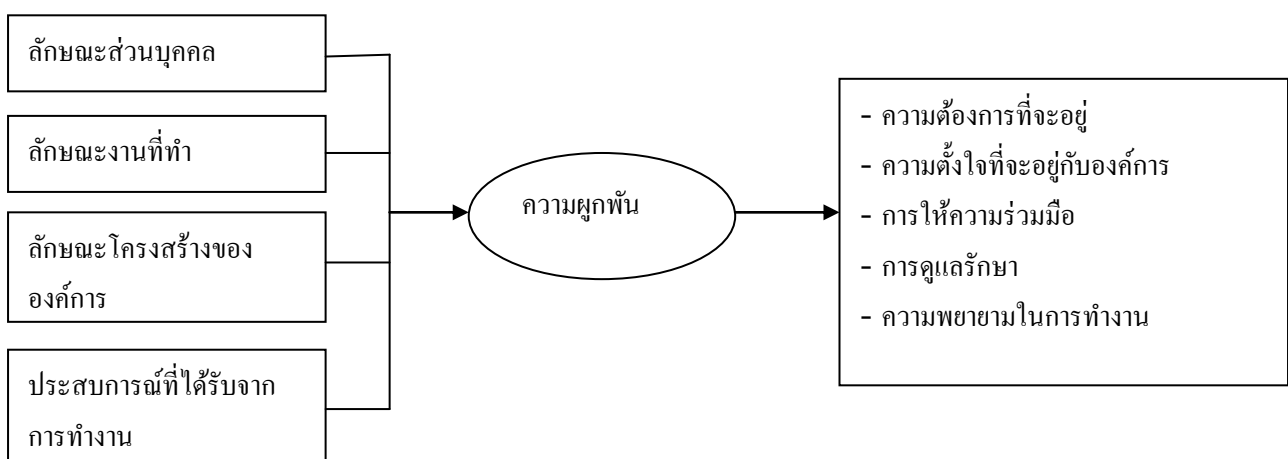 ลักษณะส่วนบุคคล
ลักษณะงานที่ทำ
ลักษณะโครงสร้างของ
องค์การ
ประสบการณ์ที่ได้รับจาก
การทำงาน
ความผูกพัน
- ความต้องการที่จะอยู่
- ความตั้งใจที่จะอยู่กับองค์การ
- การให้ความร่วมมือ
- การดูแลรักษา
- ความพยายามในการทำงาน